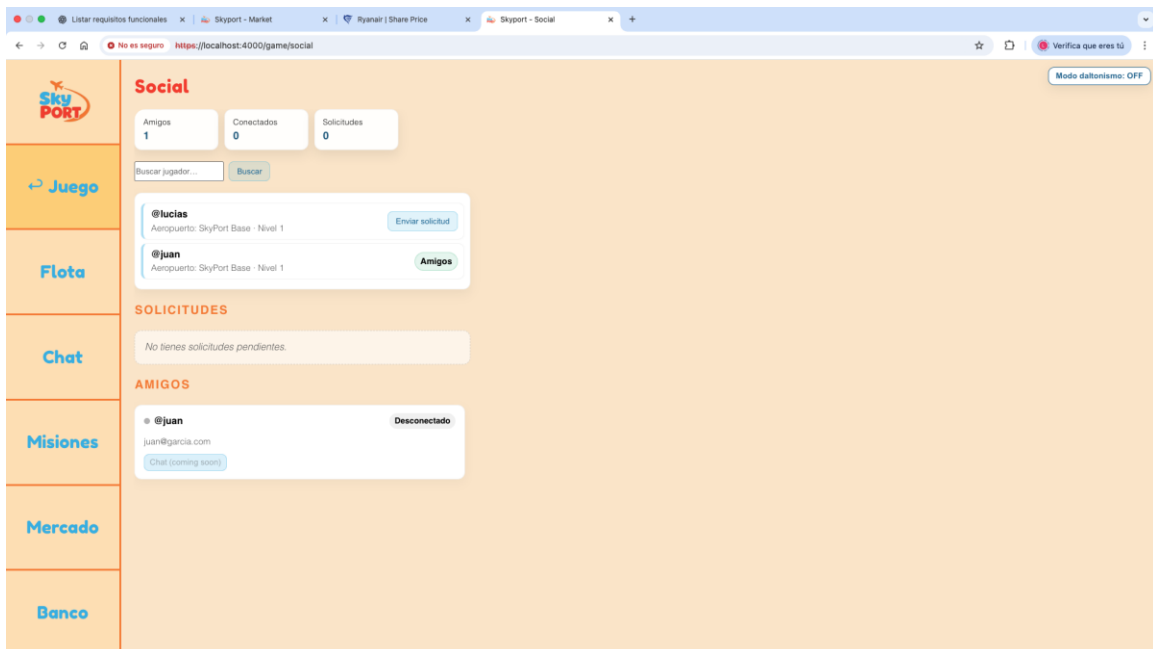 Listar requisitos funcionales
Skyport - Market
Ryanair | Share Price
Skyport - Social
No es seguro
https://localhost:4000/game/social
Verifica que eres tú
Sky
PORT
Juego
Flota
Chat
Misiones
Mercado
Banco
Modo daltonismo: OFF
Social
Amigos
1
Conectados
0
Solicitudes
0
Buscar jugador...
Buscar
@lucias
Aeropuerto: SkyPort Base · Nivel 1
Enviar solicitud
@juan
Aeropuerto: SkyPort Base · Nivel 1
Amigos
SOLICITUDES
No tienes solicitudes pendientes.
AMIGOS
@juan
Desconectado
juan@garcia.com
Chat (coming soon)